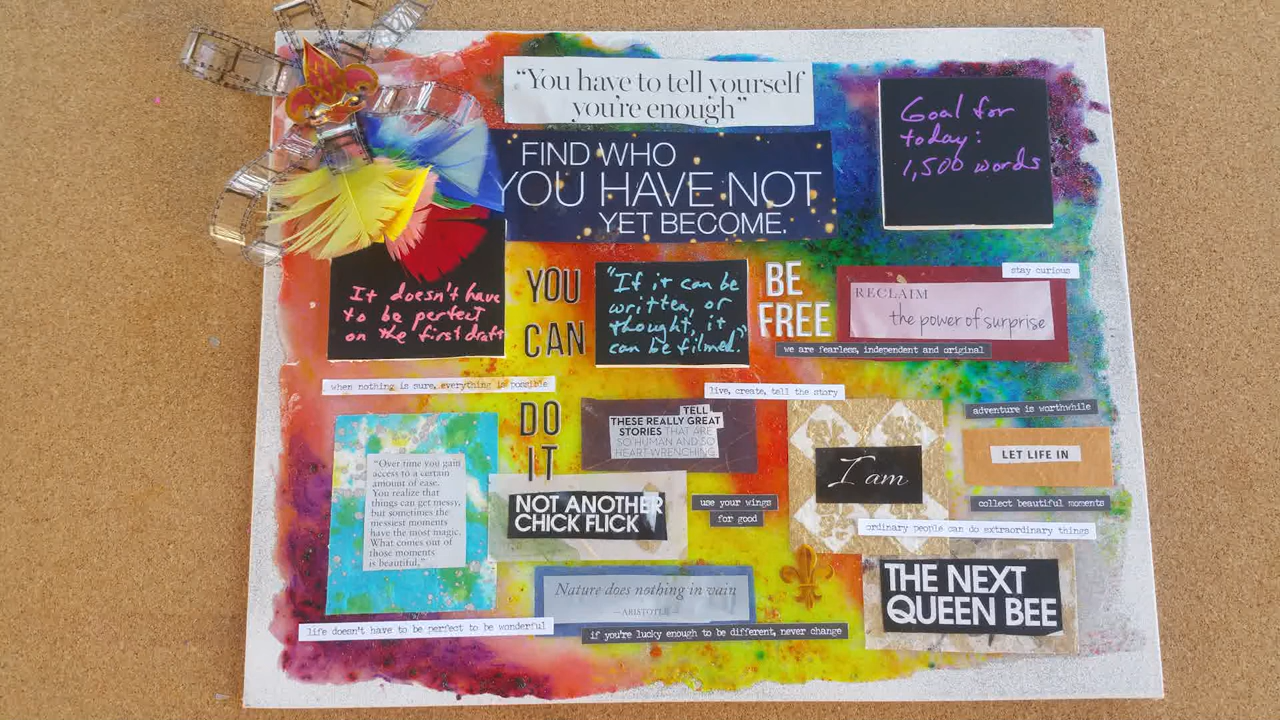 “You have to tell yourself
you’re enough”
FIND WHO
YOU HAVE NOT
YET BECOME.
Goal for
today:
1,500 words
It doesn't have
to be perfect
on the first draft
YOU
CAN
DO
IT
"If it can be
written, or
thought, it
can be filmed."
BE
FREE
stay curious
RECLAIM
the power of surprise
we are fearless, independent and original
when nothing is sure, everything is possible
live, create, tell the story
TELL
THESE REALLY GREAT
STORIES THAT ARE
SO HUMAN AND SO
HEART WRENCHING
I am
adventure is worthwhile
LET LIFE IN
collect beautiful moments
"Over time you gain
access to a certain
amount of ease.
You realize that
things can get messy,
but sometimes the
messiest moments
have the most magic.
What comes out of
those moments
is beautiful."
NOT ANOTHER
CHICK FLICK
use your wings
for good
ordinary people can do extraordinary things
THE NEXT
QUEEN BEE
Nature does nothing in vain
—ARISTOTLE—
life doesn't have to be perfect to be wonderful
if you're lucky enough to be different, never change